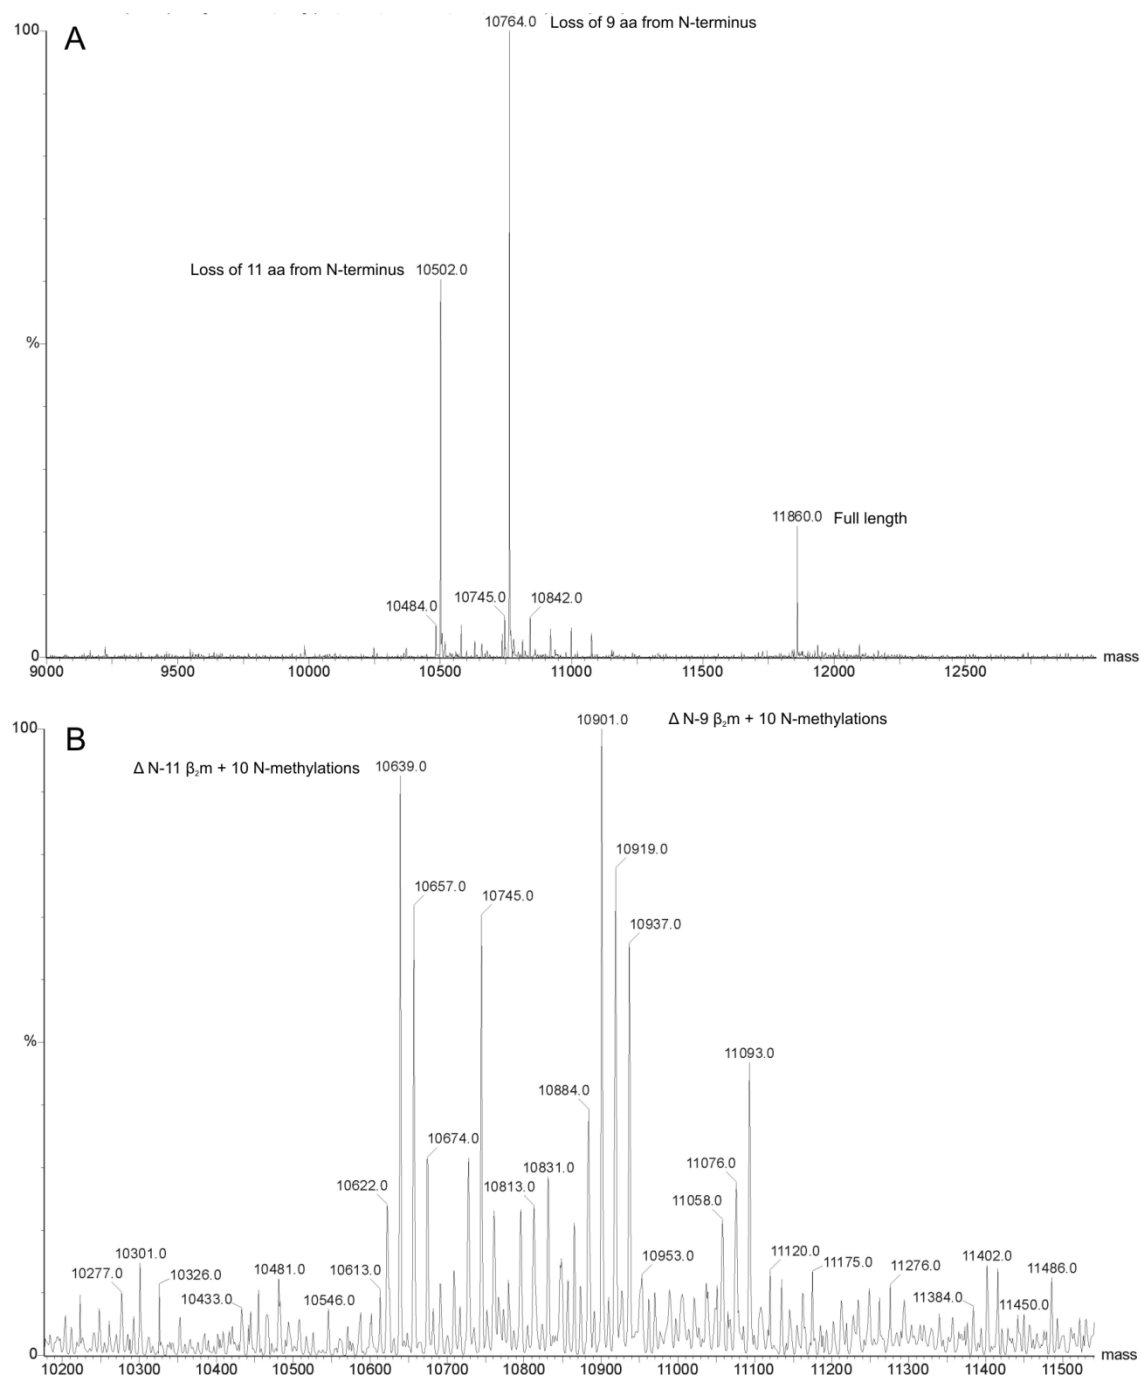 A
100
10764.0 Loss of 9 aa from N-terminus
Loss of 11 aa from N-terminus 10502.0
%
11860.0 Full length
10484.0 10745.0 10842.0
0
9000 9500 10000 10500 11000 11500 12000 12500 mass
B
100
10901.0 Δ N-9 β₂m + 10 N-methylations
Δ N-11 β₂m + 10 N-methylations 10639.0
10919.0
10657.0 10745.0
10937.0
%
11093.0
10884.0
10674.0
10831.0 11076.0
10622.0 10813.0
11058.0
10301.0 10613.0 10953.0 11120.0 11175.0 11402.0
10277.0 10326.0 10481.0 11276.0 11486.0
10433.0 10546.0 11384.0 11450.0
0
10200 10300 10400 10500 10600 10700 10800 10900 11000 11100 11200 11300 11400 11500 mass